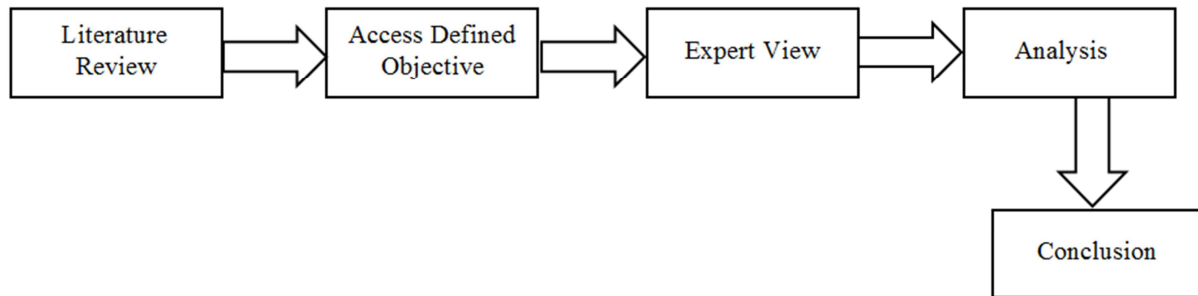 Literature
Review
Access Defined
Objective
Expert View
Analysis
Conclusion